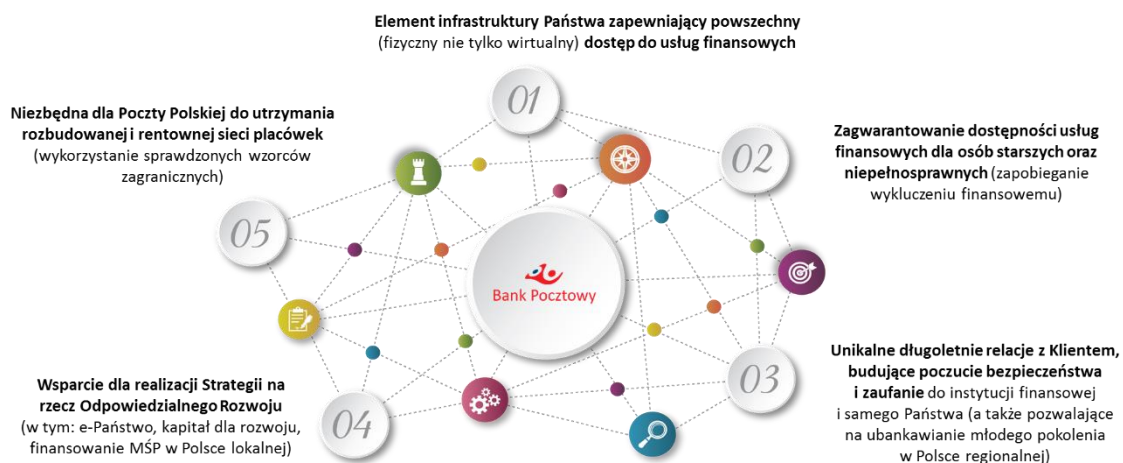 Element infrastruktury Państwa zapewniający powszechny
(fizyczny nie tylko wirtualny) dostęp do usług finansowych
01
Niezbędna dla Poczty Polskiej do utrzymania
rozbudowanej i rentownej sieci placówek
(wykorzystanie sprawdzonych wzorców
zagranicznych)
02
Zagwarantowanie dostępności usług
finansowych dla osób starszych oraz
niepełnosprawnych (zapobieganie
wykluczeniu finansowemu)
05
Bank Pocztowy
Wsparcie dla realizacji Strategii na
rzecz Odpowiedzialnego Rozwoju
(w tym: e-Państwo, kapitał dla rozwoju,
finansowanie MŚP w Polsce lokalnej)
04
03
Unikalne długoletnie relacje z Klientem,
budujące poczucie bezpieczeństwa
i zaufanie do instytucji finansowej
i samego Państwa (a także pozwalające
na ubankawianie młodego pokolenia
w Polsce regionalnej)